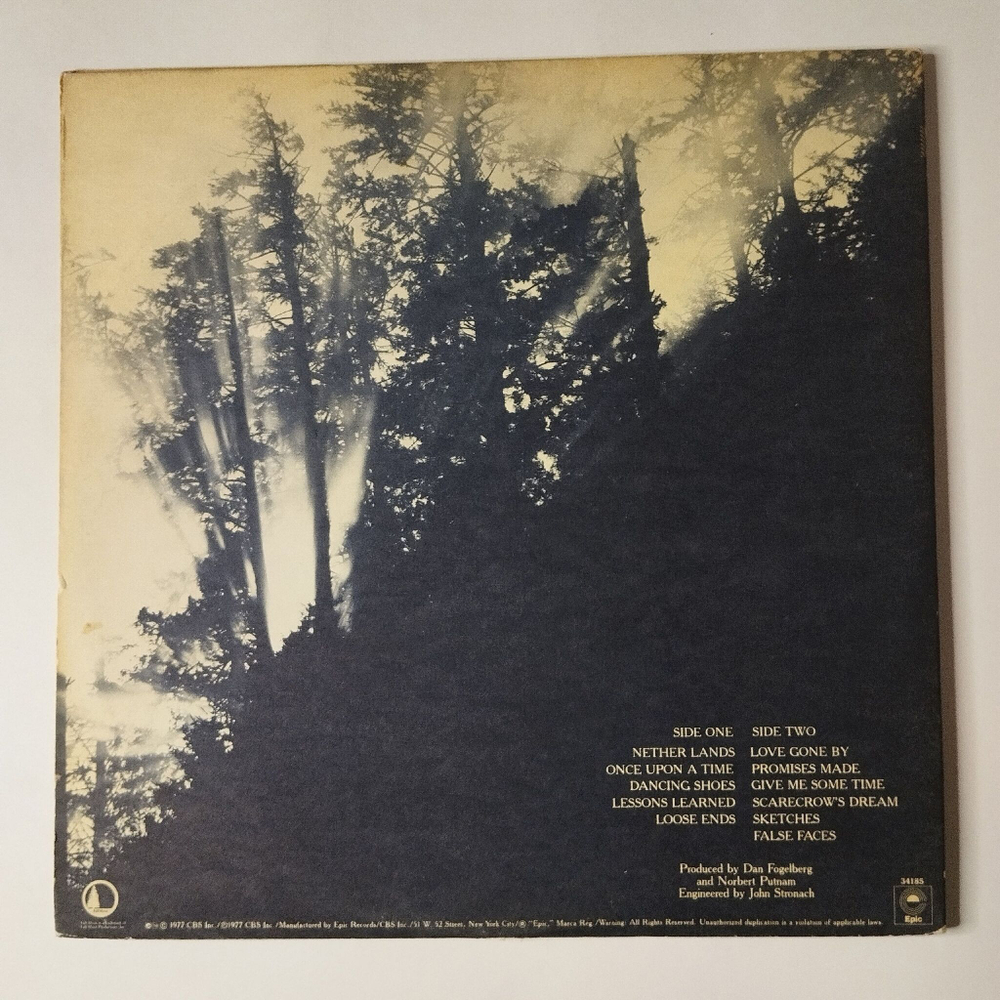 SIDE ONE
NETHER LANDS
ONCE UPON A TIME
DANCING SHOES
LESSONS LEARNED
LOOSE ENDS
SIDE TWO
LOVE GONE BY
PROMISES MADE
GIVE ME SOME TIME
SCARECROW'S DREAM
SKETCHES
FALSE FACES
Produced by Dan Fogelberg
and Norbert Putnam
Engineered by John Stronach
34185
Epic
℗ 1977 CBS Inc./℗1977 CBS Inc./Manufactured by Epic Records/CBS Inc./51 W. 52 Street, New York City/® "Epic," Marca Reg./Warning: All Rights Reserved. Unauthorized duplication is a violation of applicable laws.